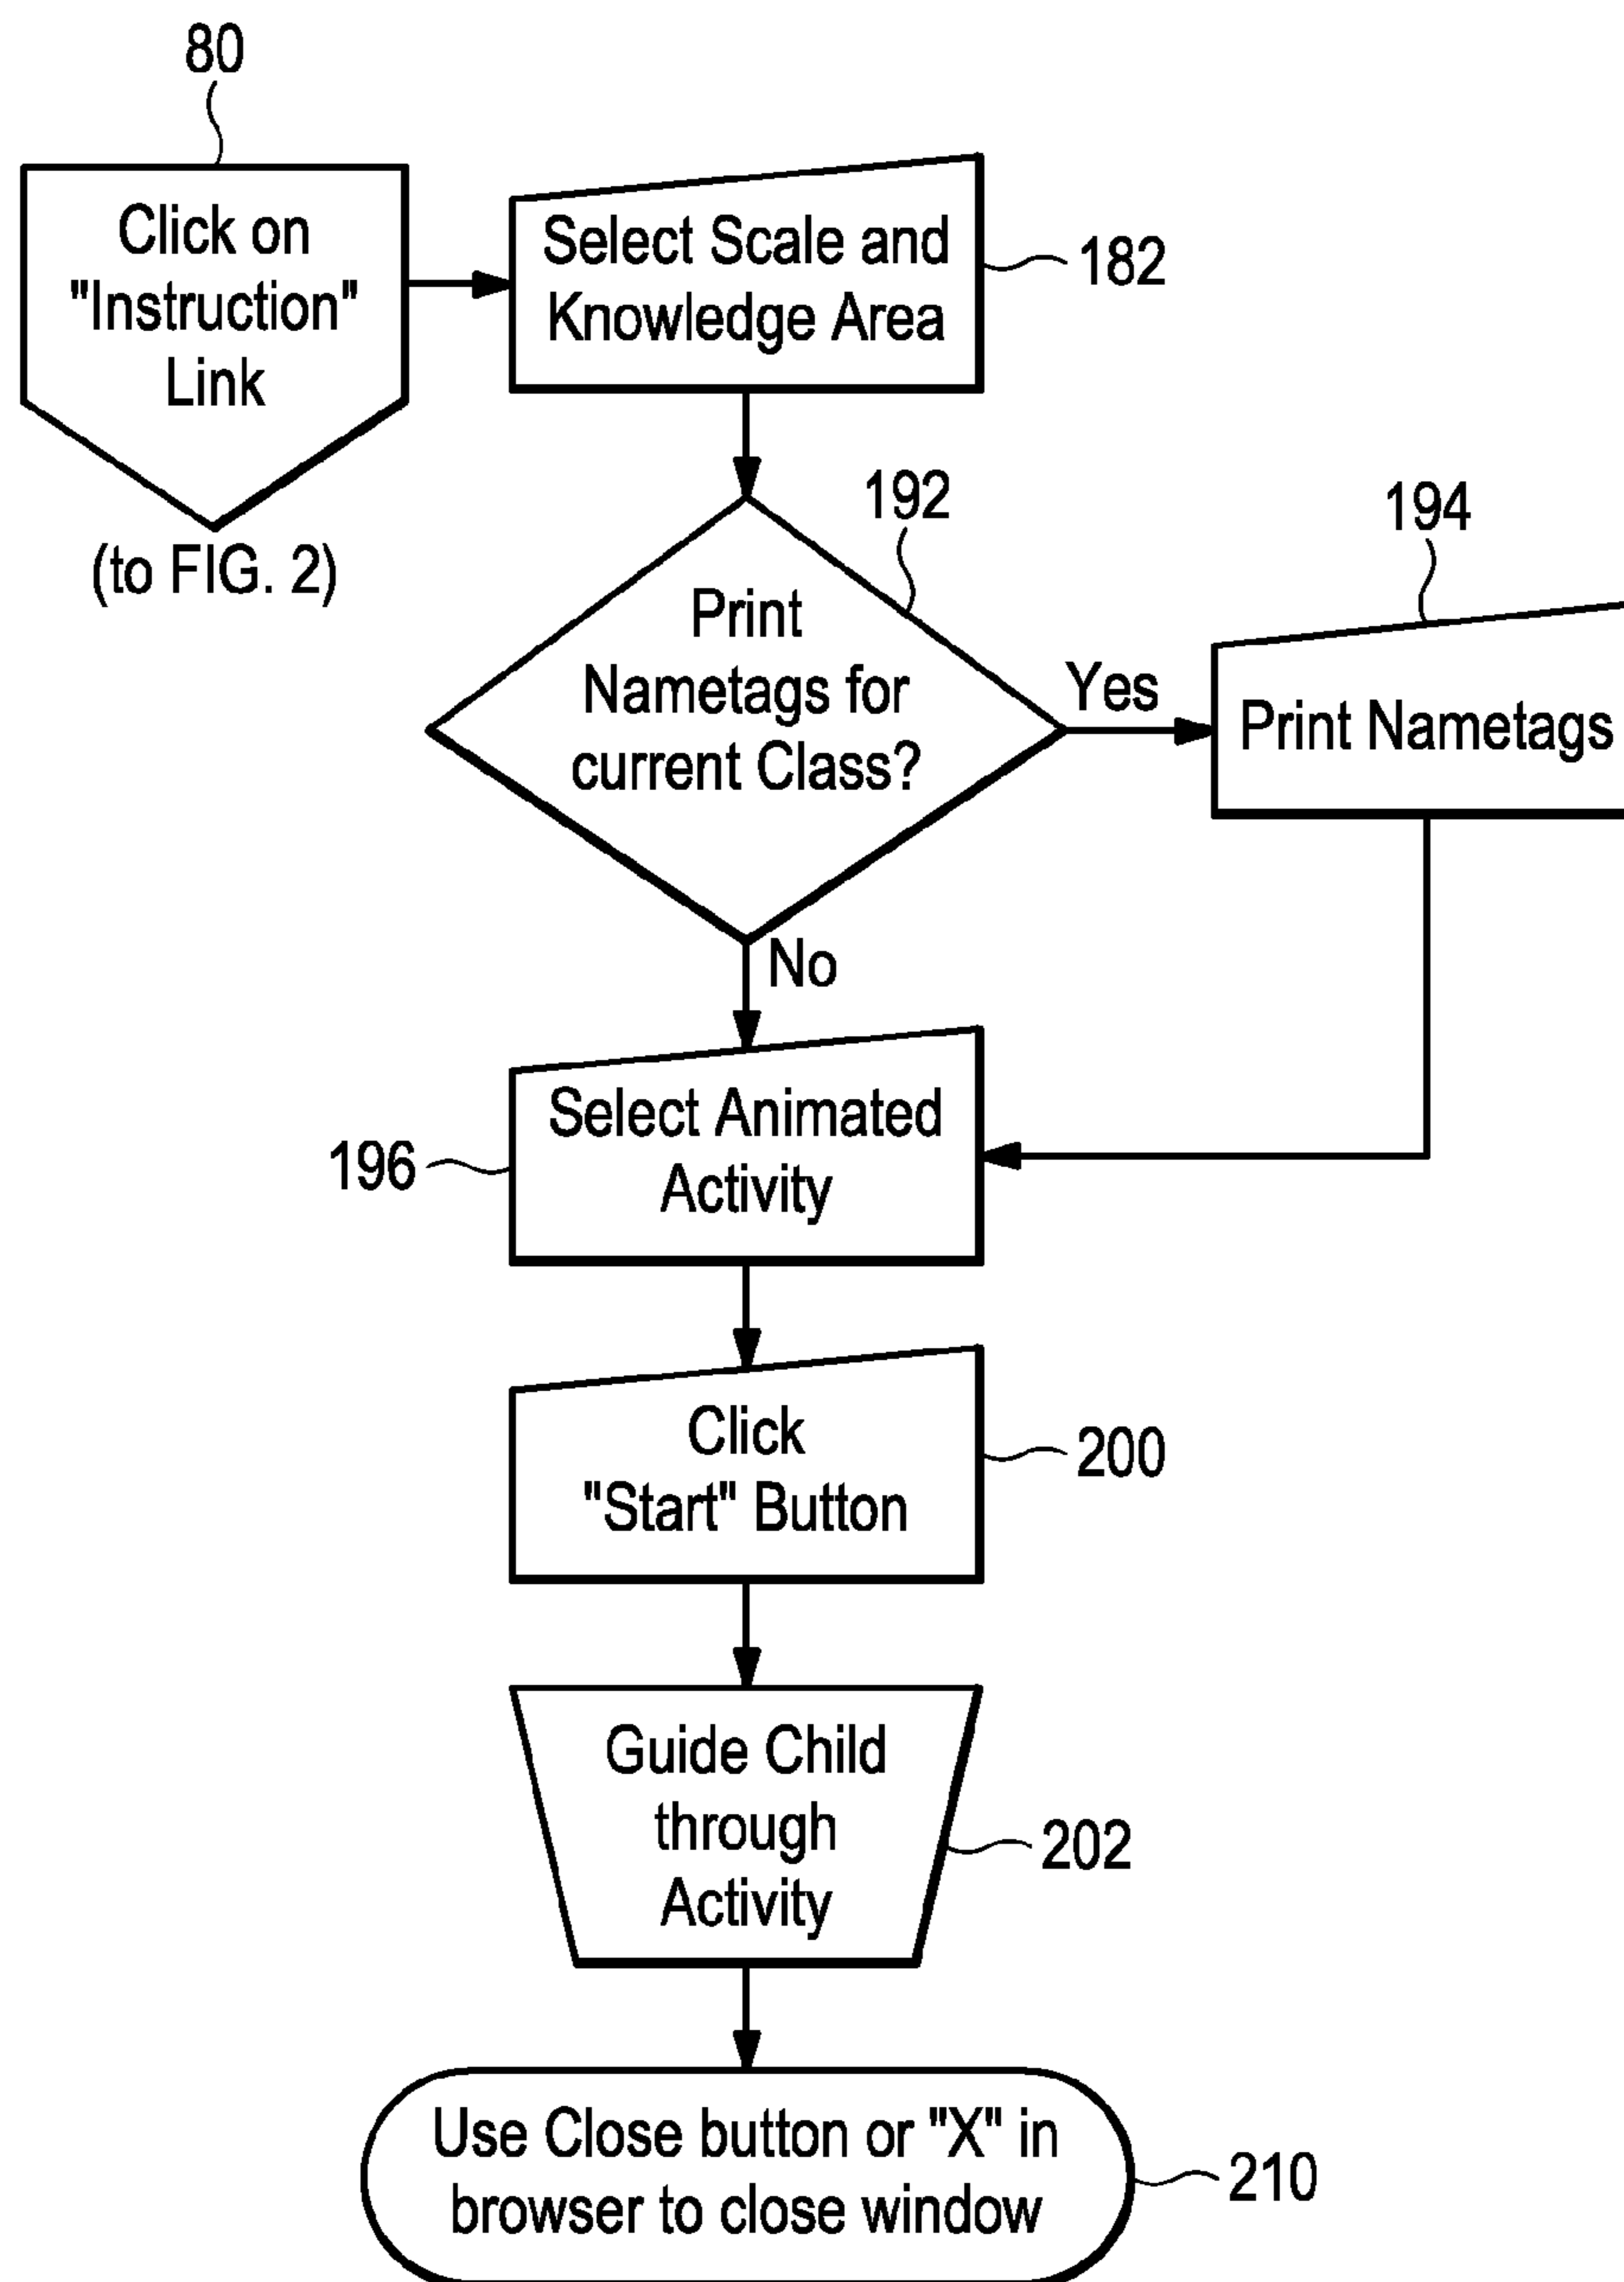 80
Click on
"Instruction"
Link
(to FIG. 2)
Select Scale and
Knowledge Area
182
192
Print
Nametags for
current Class?
Yes
194
Print Nametags
No
Select Animated
Activity
196
Click
"Start" Button
200
Guide Child
through
Activity
202
Use Close button or "X" in
browser to close window
210